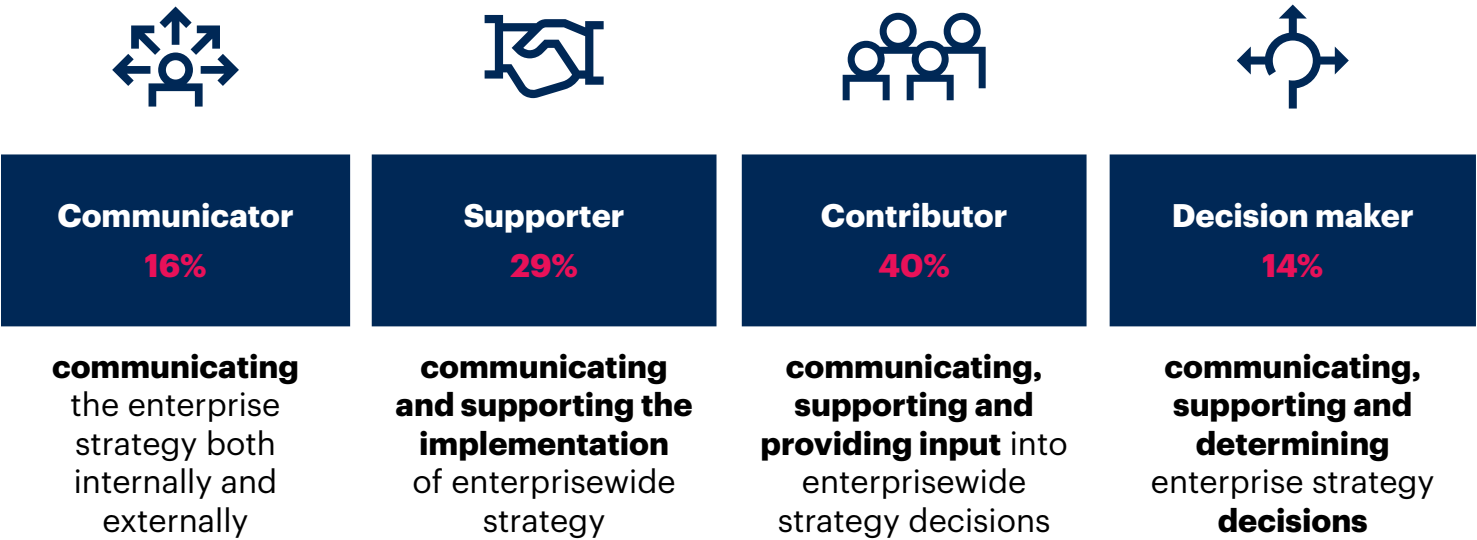 Communicator
16%
communicating
the enterprise
strategy both
internally and
externally
Supporter
29%
communicating
and supporting the
implementation
of enterprisewide
strategy
Contributor
40%
communicating,
supporting and
providing input into
enterprisewide
strategy decisions
Decision maker
14%
communicating,
supporting and
determining
enterprise strategy
decisions